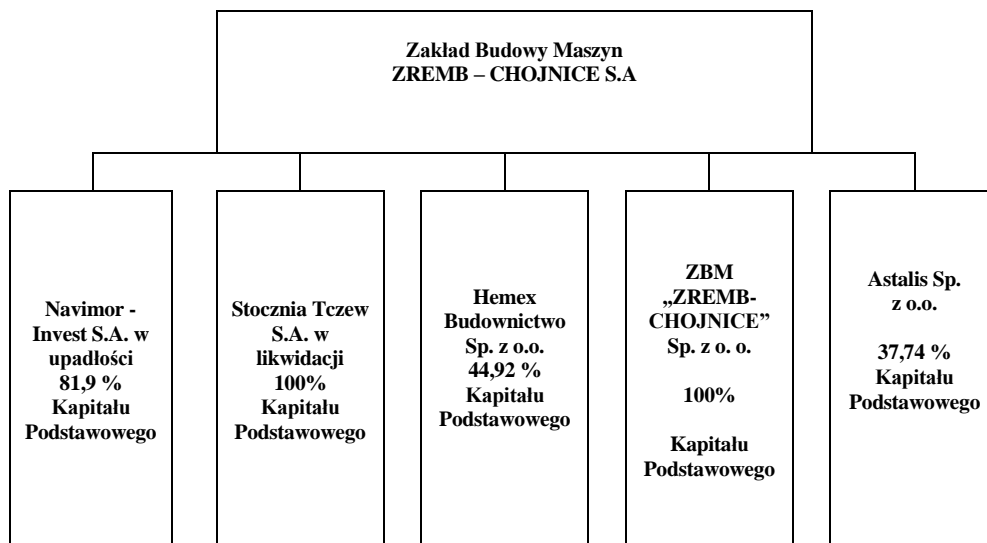 Zakład Budowy Maszyn
ZREMB – CHOJNICE S.A
Navimor -
Invest S.A. w
upadłości
81,9 %
Kapitału
Podstawowego
Stocznia Tczew
S.A. w
likwidacji
100%
Kapitału
Podstawowego
Hemex
Budownictwo
Sp. z o.o.
44,92 %
Kapitału
Podstawowego
ZBM
„ZREMB-
CHOJNICE”
Sp. z o. o.
100%
Kapitału
Podstawowego
Astalis Sp.
z o.o.
37,74 %
Kapitału
Podstawowego